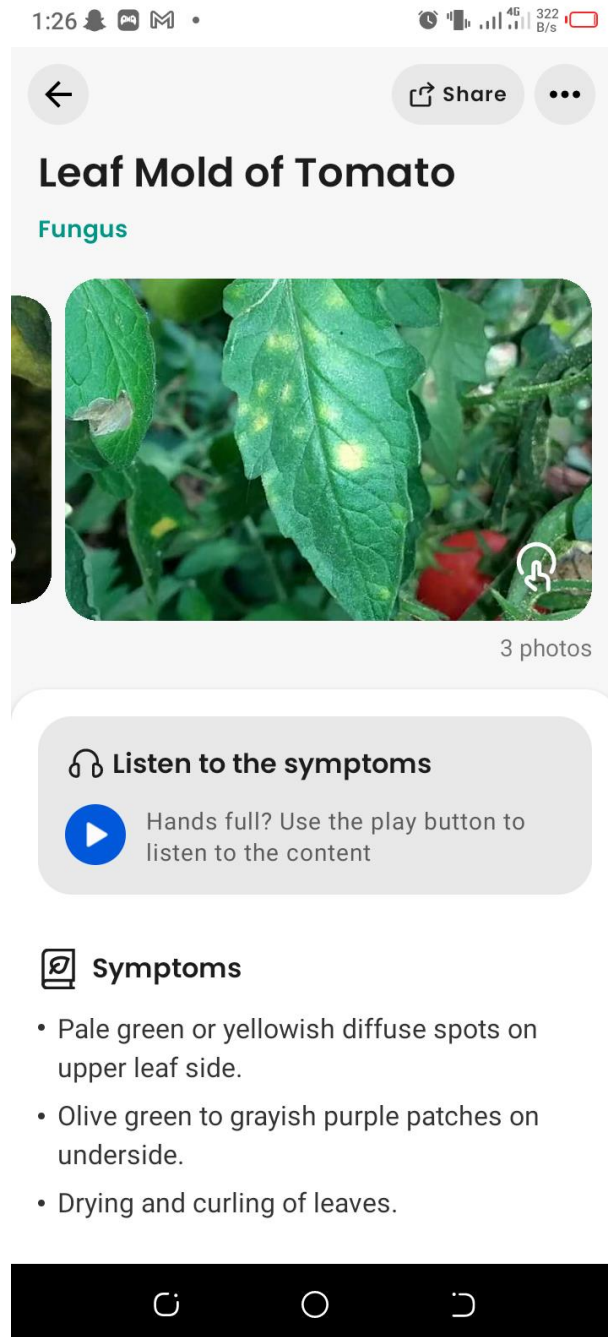 1:26 4G 322 B/s
Share
Leaf Mold of Tomato
Fungus
3 photos
Listen to the symptoms
Hands full? Use the play button to
listen to the content
Symptoms
• Pale green or yellowish diffuse spots on
upper leaf side.
• Olive green to grayish purple patches on
underside.
• Drying and curling of leaves.